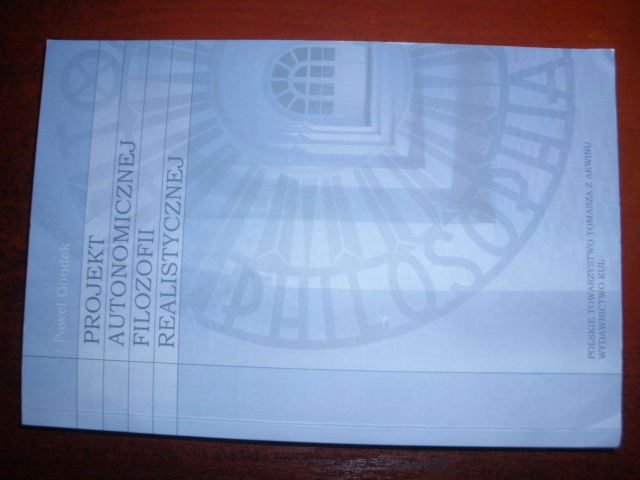 Paweł Gondek
PROJEKT
AUTONOMICZNEJ
FILOZOFII
REALISTYCZNEJ
PHILOSOPHIA
POLSKIE TOWARZYSTWO TOMASZA Z AKWINU
WYDAWNICTWO KUL